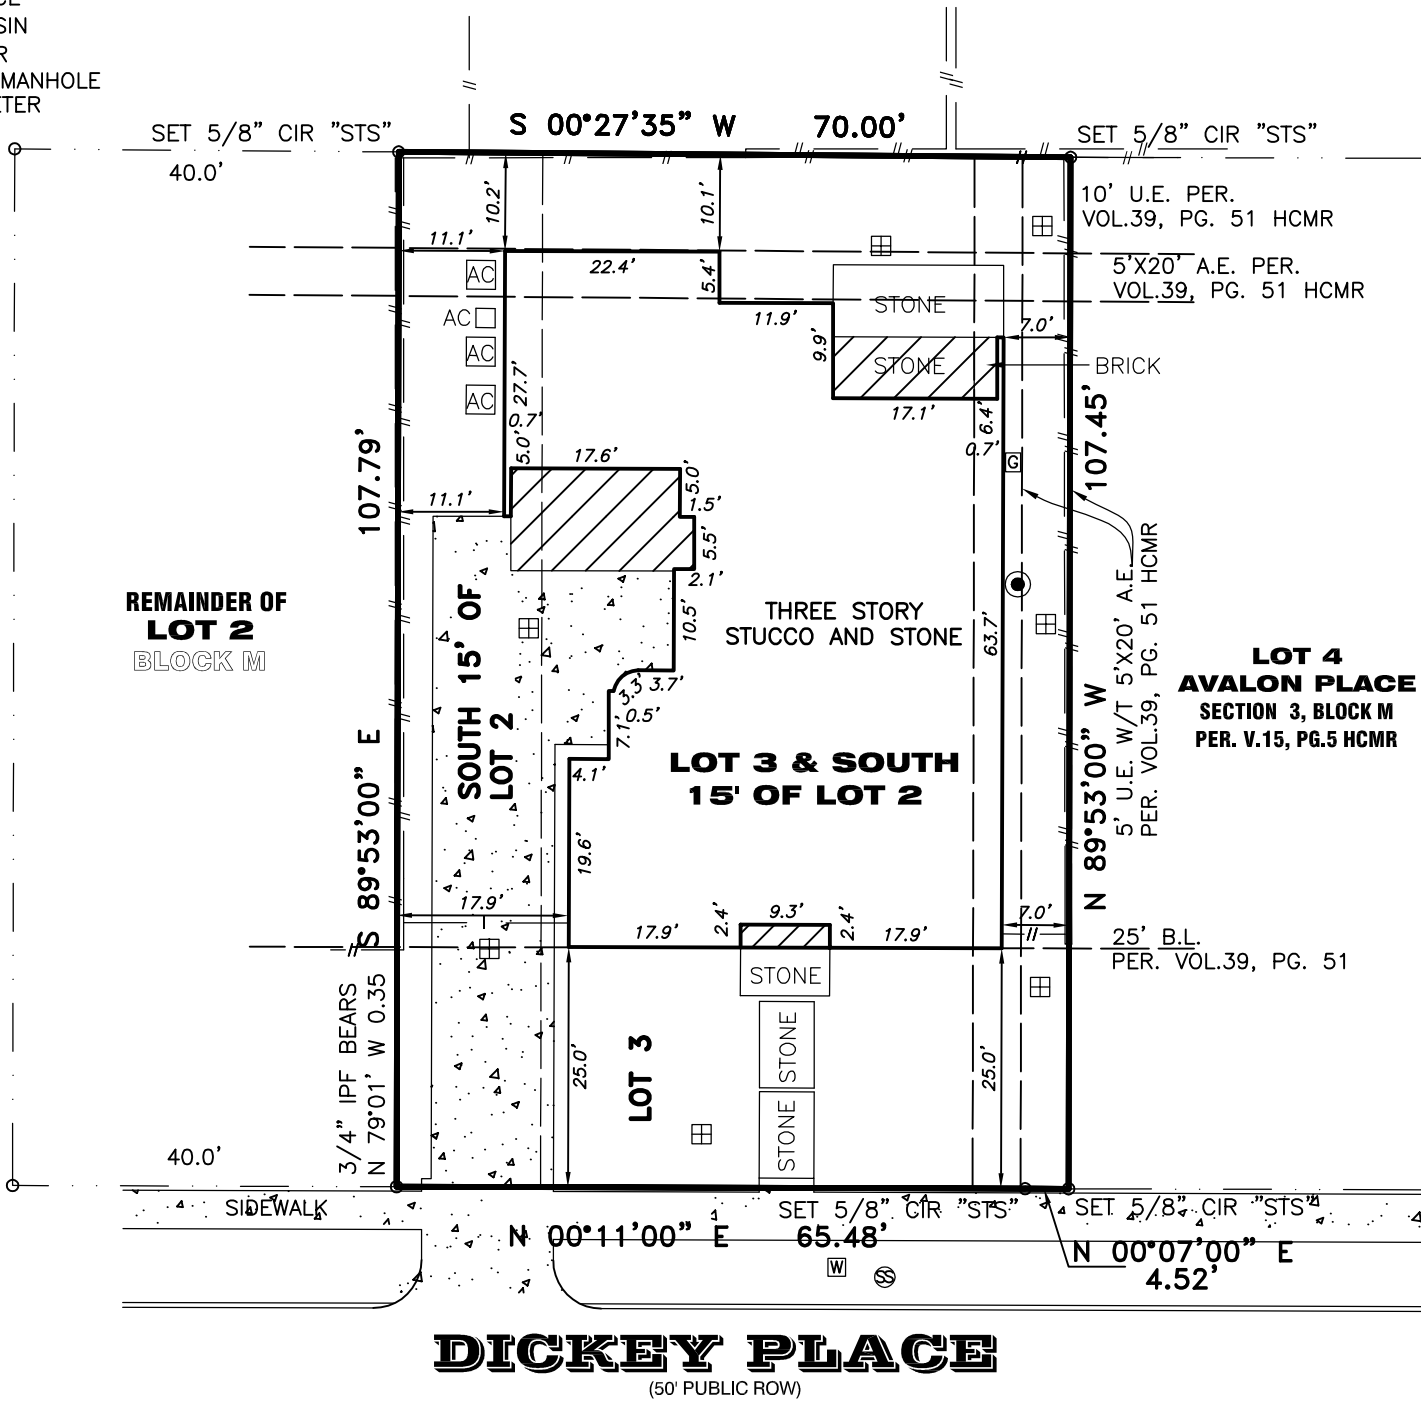 SIN
R
MANHOLE
ETER
SET 5/8" CIR "STS"
S 00°27'35" W 70.00'
SET 5/8" CIR "STS"
40.0'
10.2'
10.1'
10' U.E. PER.
VOL.39, PG. 51 HCMR
11.1'
22.4'
5.4'
5'X20' A.E. PER.
VOL.39, PG. 51 HCMR
AC
AC
AC
AC
11.9'
STONE
7.0'
9.9'
STONE
BRICK
27.7'
0.7'
17.1'
6.4'
0.7'
107.79'
107.45'
5.0'
17.6'
5.0'
G
11.1'
1.5'
5.5'
2.1'
REMAINDER OF
LOT 2
BLOCK M
SOUTH 15' OF
LOT 2
10.5'
THREE STORY
STUCCO AND STONE
63.7'
5' U.E. W/T 5'X20' A.E.
PER. VOL.39, PG. 51 HCMR
LOT 4
AVALON PLACE
SECTION 3, BLOCK M
PER. V.15, PG.5 HCMR
3.3'
3.7'
0.5'
7.1'
4.1'
LOT 3 & SOUTH
15' OF LOT 2
S 89°53'00" E
N 89°53'00" W
19.6'
17.9'
17.9'
2.4'
9.3'
2.4'
17.9'
7.0'
25' B.L.
PER. VOL.39, PG. 51
STONE
3/4" IPF BEARS
N 79°01' W 0.35
25.0'
LOT 3
STONE
25.0'
STONE
40.0'
SIDEWALK
SET 5/8" CIR "STS"
SET 5/8" CIR "STS"
N 00°11'00" E 65.48'
N 00°07'00" E
4.52'
W
SS
DICKEY PLACE
(50' PUBLIC ROW)